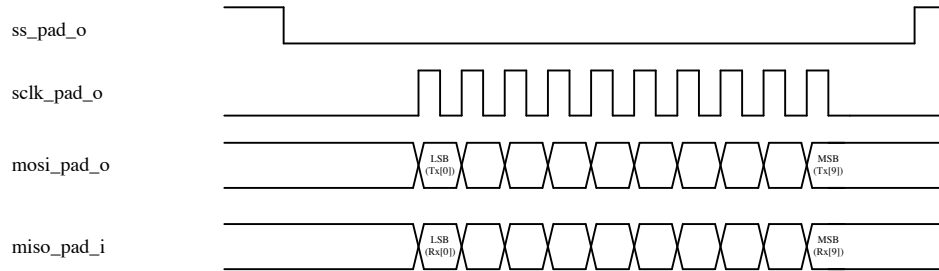 ss_pad_o
sclk_pad_o
mosi_pad_o
LSB
(Tx[0])
MSB
(Tx[9])
miso_pad_i
LSB
(Rx[0])
MSB
(Rx[9])